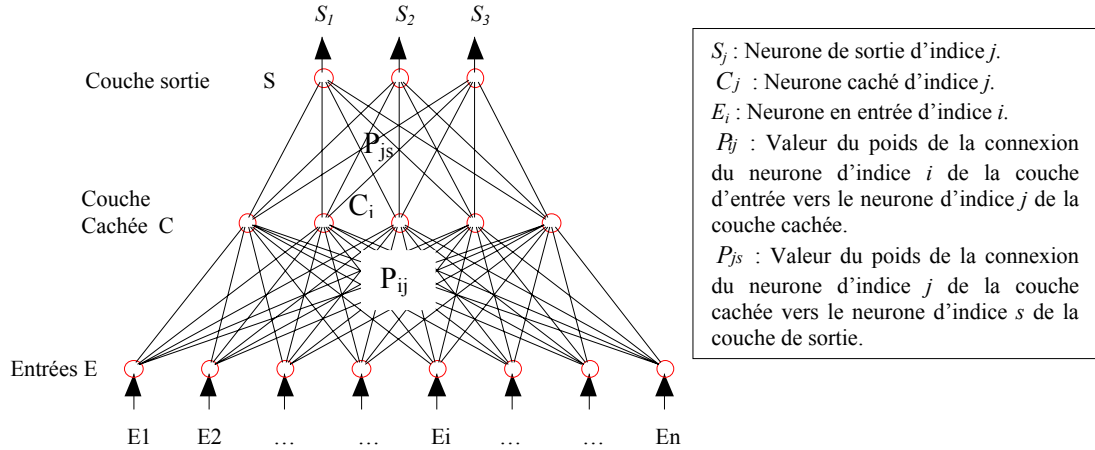 S1 S2 S3
Couche sortie S
Pjs
Couche
Cachée C
Ci
Pij
Entrées E
E1 E2 … … Ei … … En
Sj : Neurone de sortie d'indice j.
Cj : Neurone caché d'indice j.
Ei : Neurone en entrée d'indice i.
Pij : Valeur du poids de la connexion
du neurone d'indice i de la couche
d'entrée vers le neurone d'indice j de la
couche cachée.
Pjs : Valeur du poids de la connexion
du neurone d'indice j de la couche
cachée vers le neurone d'indice s de la
couche de sortie.